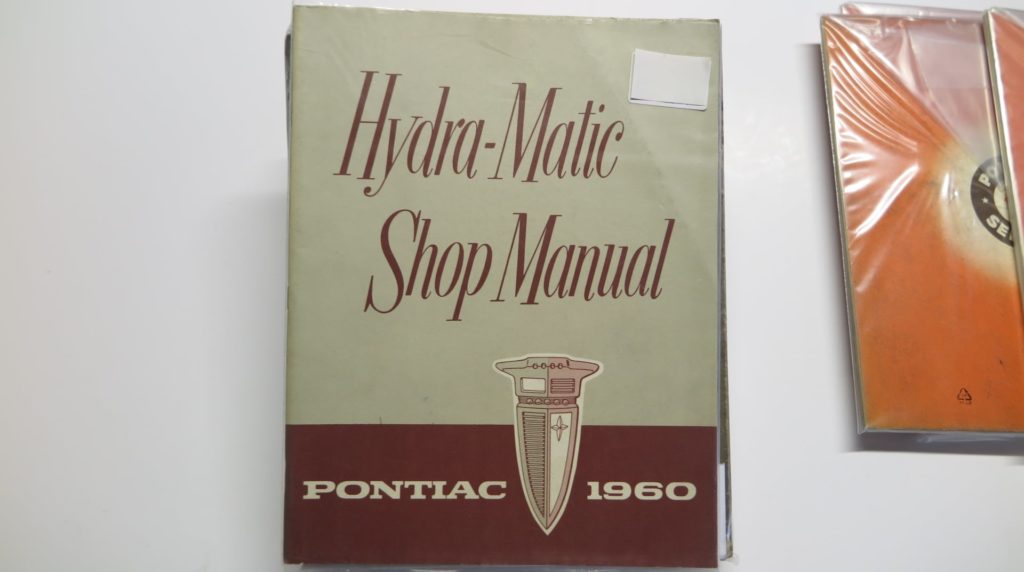 Hydra-Matic
Shop Manual
PONTIAC 1960